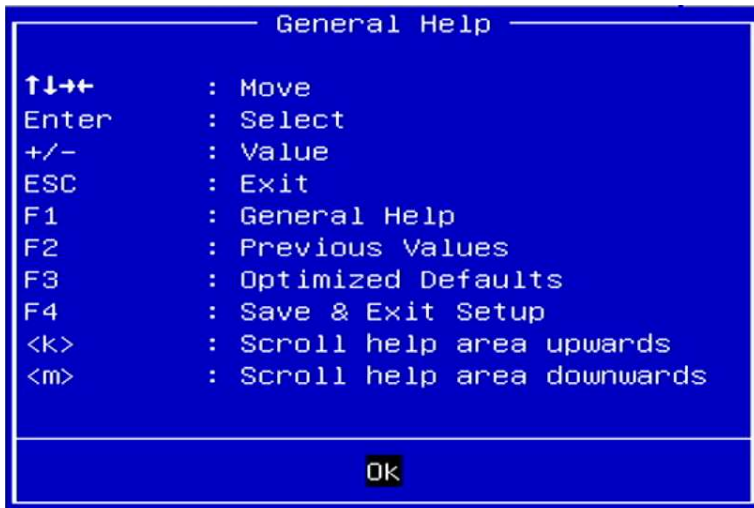 General Help
↑↓→← : Move
Enter : Select
+/- : Value
ESC : Exit
F1 : General Help
F2 : Previous Values
F3 : Optimized Defaults
F4 : Save & Exit Setup
<k> : Scroll help area upwards
<m> : Scroll help area downwards
Ok